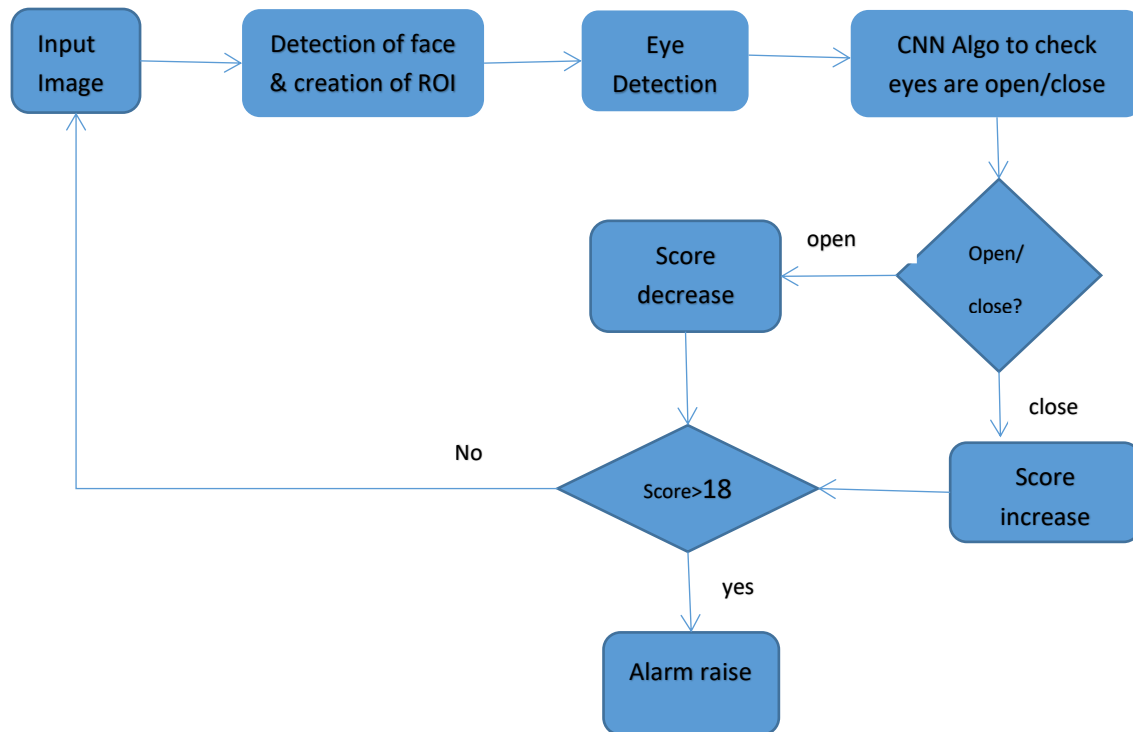 Input
Image
Detection of face
& creation of ROI
Eye
Detection
CNN Algo to check
eyes are open/close
Open/
close?
open
Score
decrease
close
Score
increase
Score>18
No
yes
Alarm raise